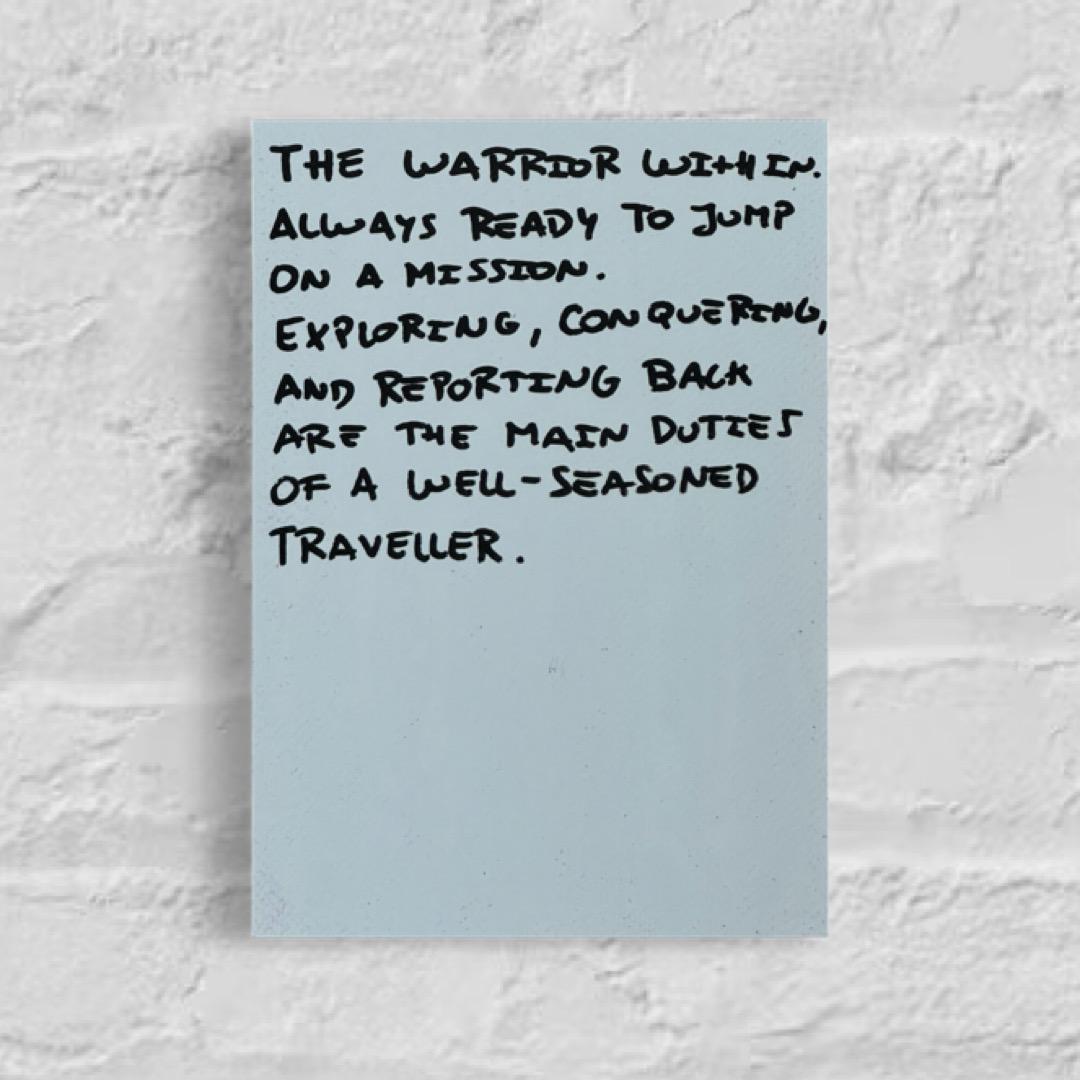 THE WARRIOR WITHIN.
ALWAYS READY TO JUMP
ON A MISSION.
EXPLORING, CONQUERING,
AND REPORTING BACK
ARE THE MAIN DUTIES
OF A WELL-SEASONED
TRAVELLER.